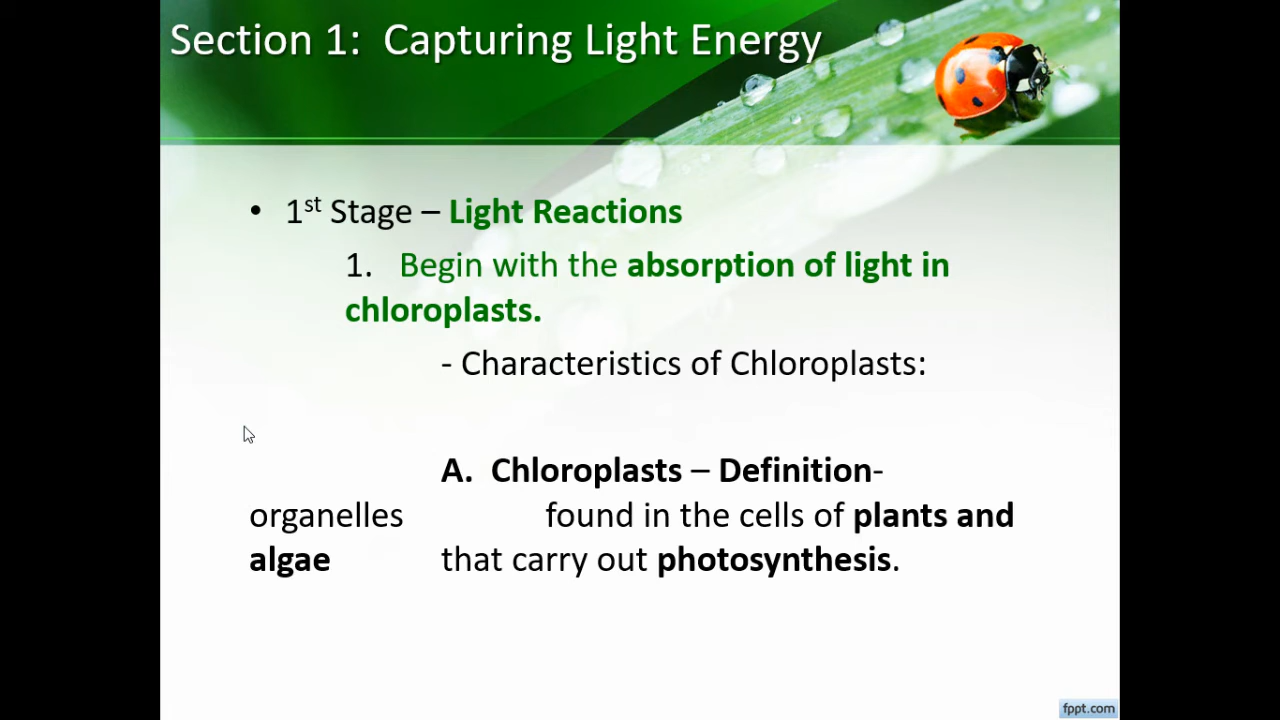 Section 1: Capturing Light Energy
• 1st Stage – Light Reactions
1. Begin with the absorption of light in
chloroplasts.
- Characteristics of Chloroplasts:
A. Chloroplasts – Definition-
organelles found in the cells of plants and
algae that carry out photosynthesis.
fppt.com